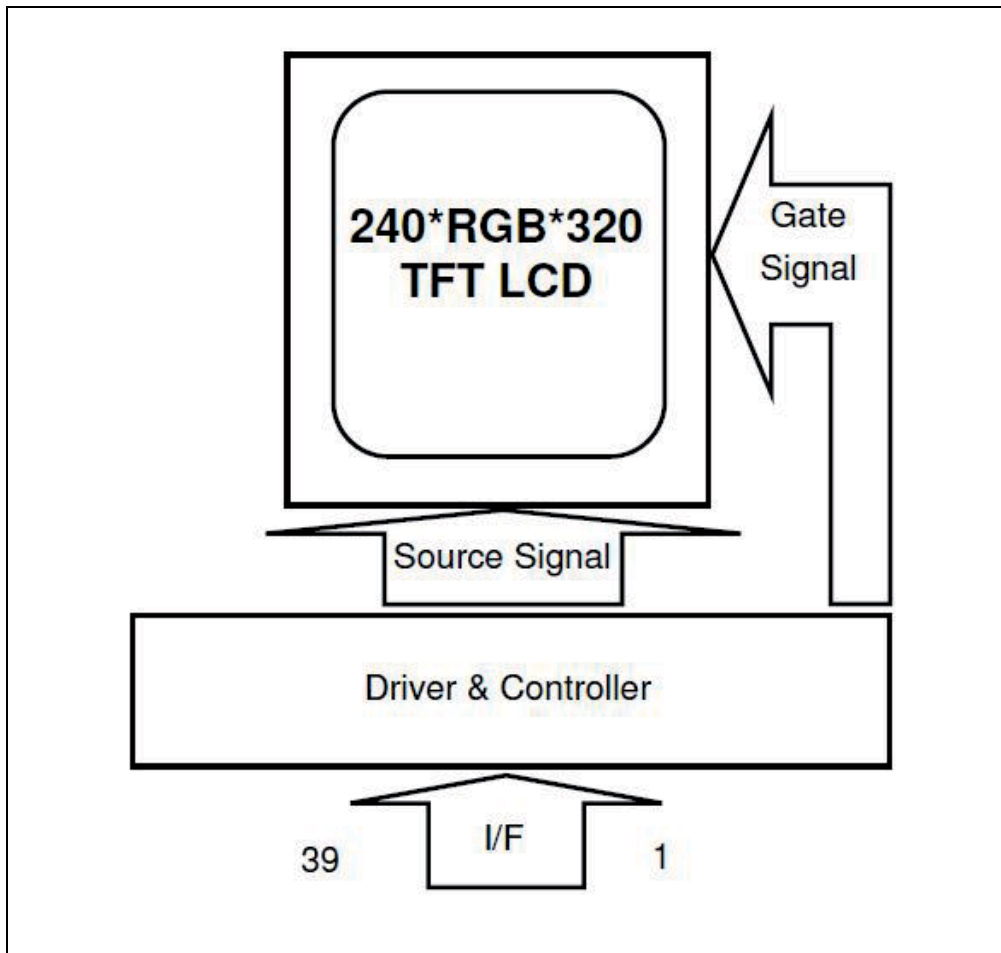 240*RGB*320
TFT LCD
Gate
Signal
Source Signal
Driver & Controller
39
I/F
1